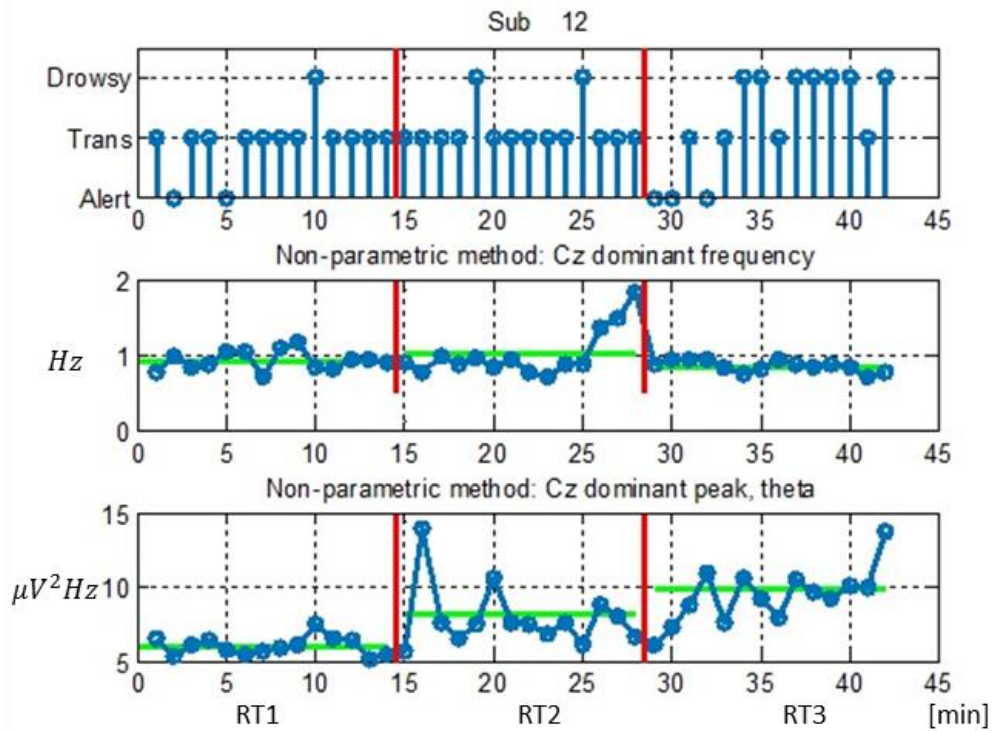 Sub 12
Drowsy
Trans
Alert
0 5 10 15 20 25 30 35 40 45
Non-parametric method: Cz dominant frequency
2
Hz 1
0
0 5 10 15 20 25 30 35 40 45
Non-parametric method: Cz dominant peak, theta
15
μV²Hz 10
5
0 5 10 15 20 25 30 35 40 45
RT1 RT2 RT3 [min]